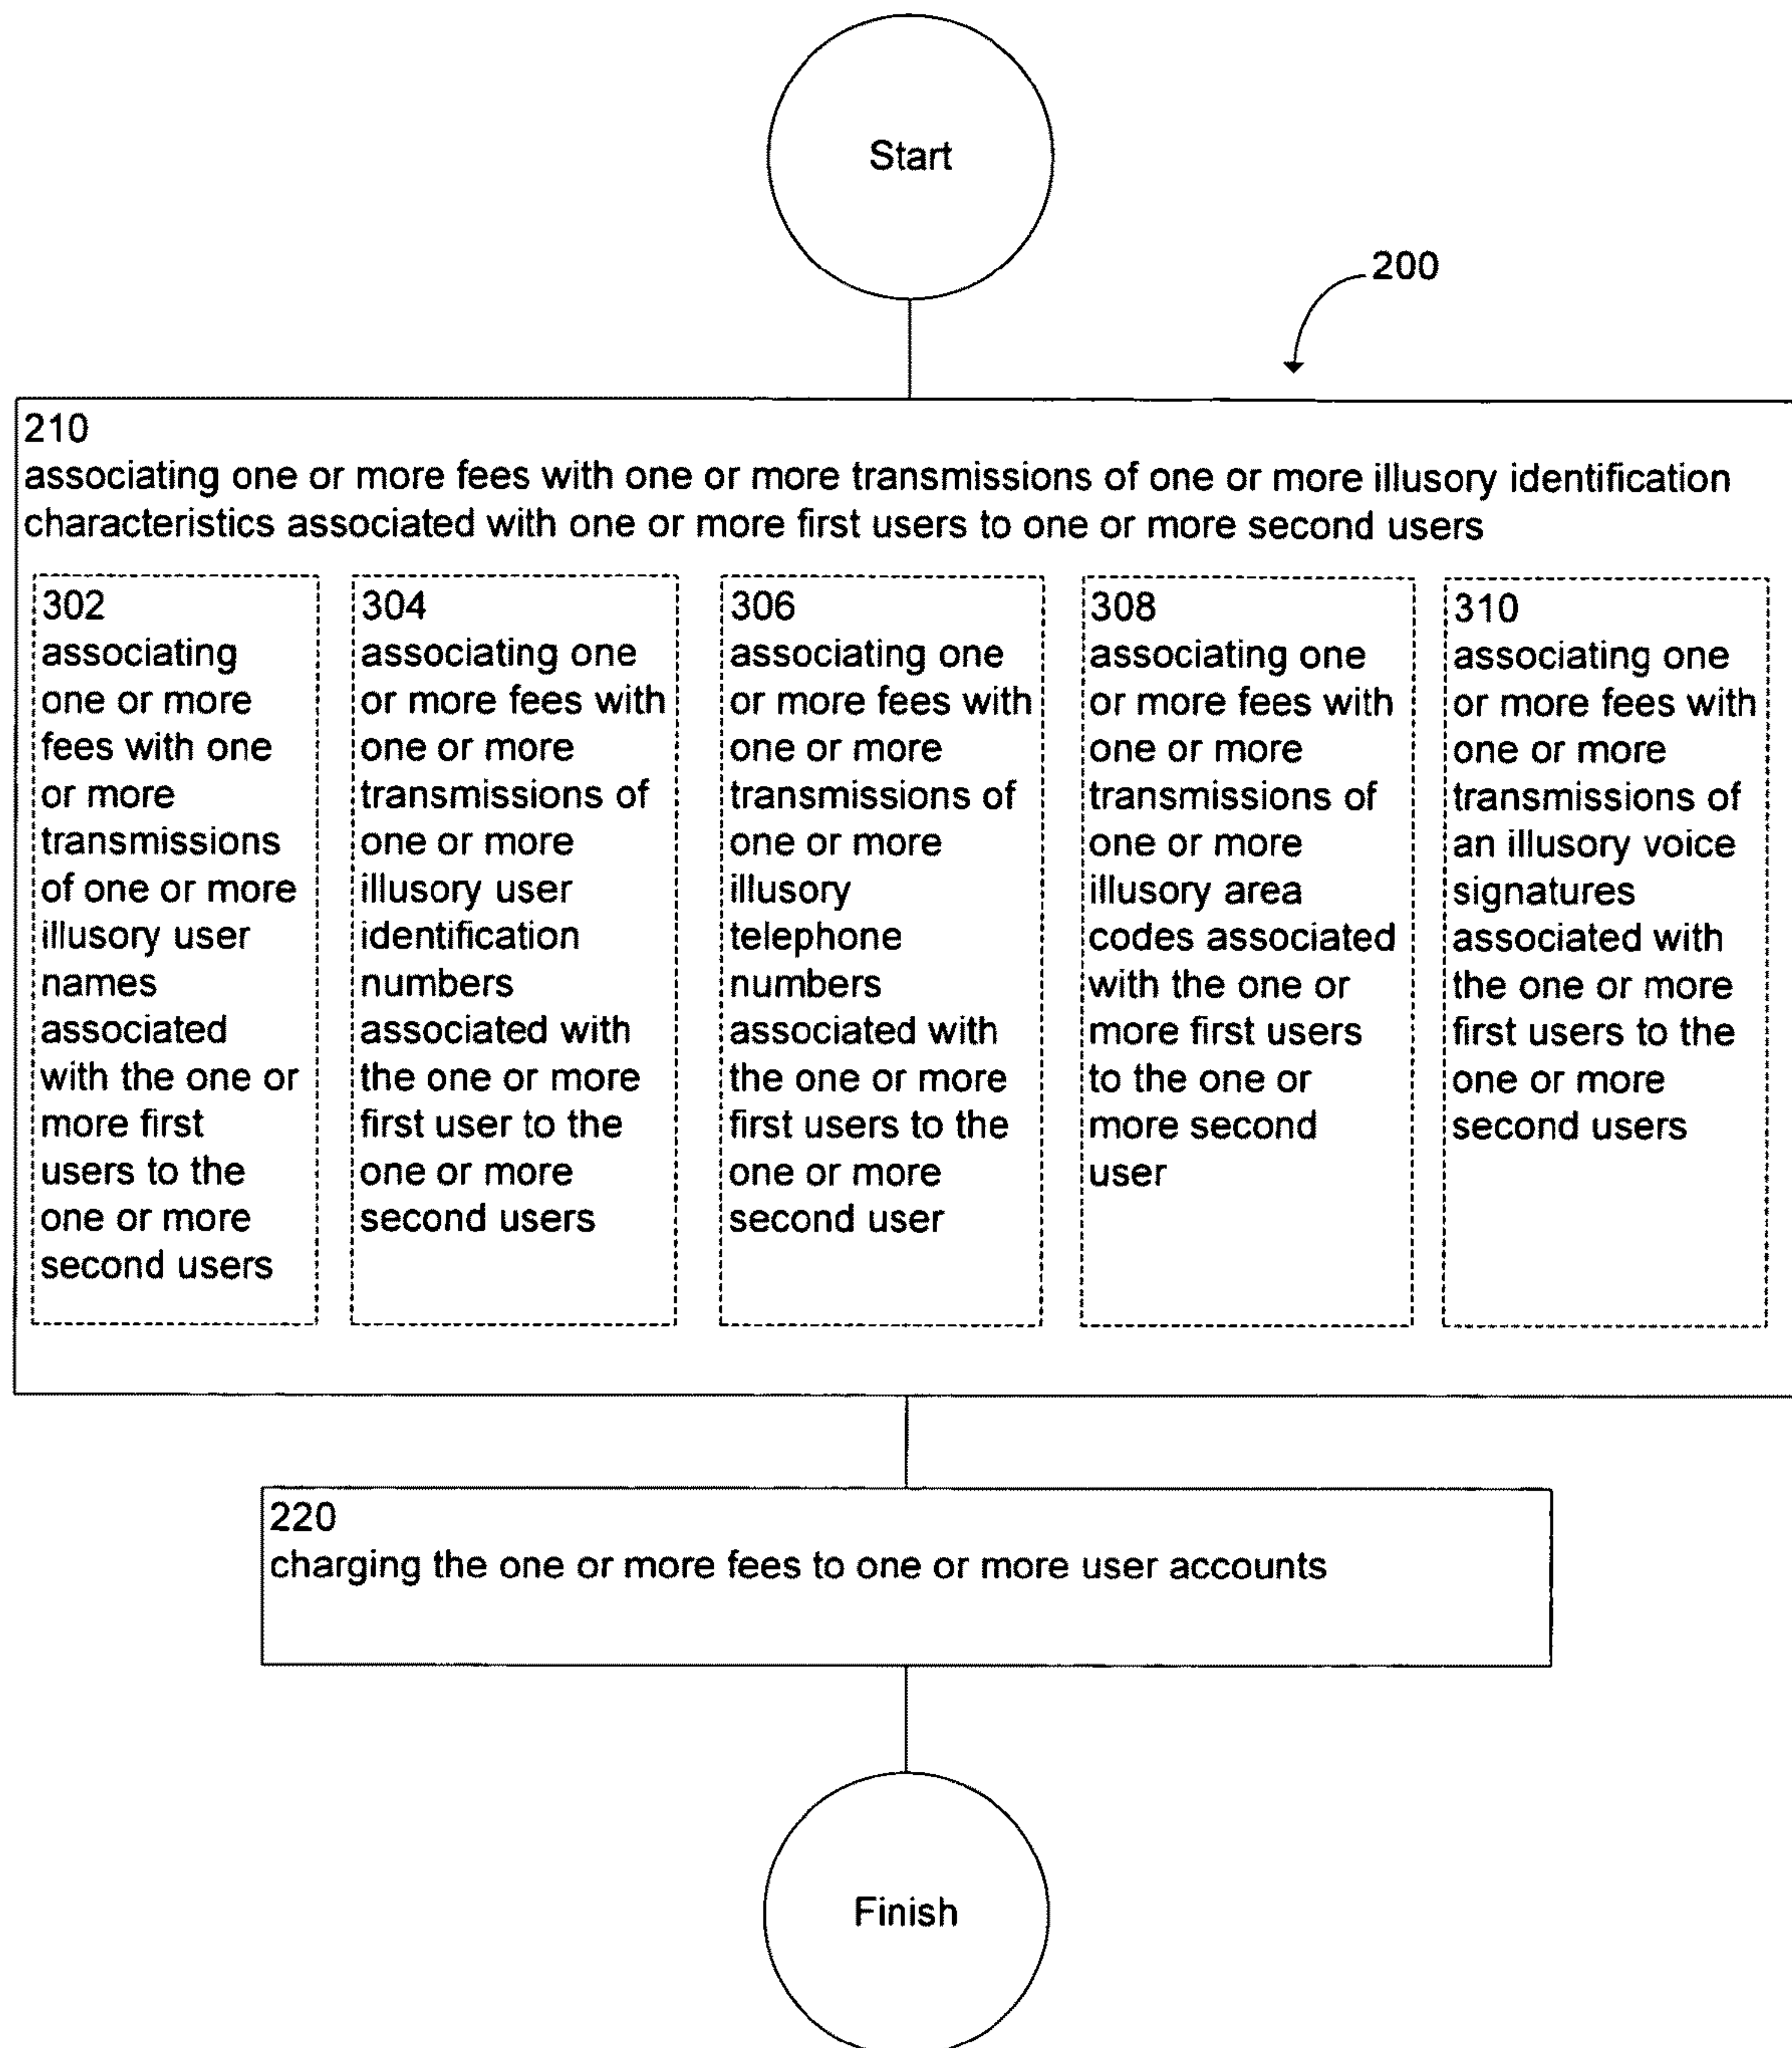 Start
200
210
associating one or more fees with one or more transmissions of one or more illusory identification
characteristics associated with one or more first users to one or more second users
302
associating
one or more
fees with one
or more
transmissions
of one or more
illusory user
names
associated
with the one or
more first
users to the
one or more
second users
304
associating one
or more fees with
one or more
transmissions of
one or more
illusory user
identification
numbers
associated with
the one or more
first user to the
one or more
second users
306
associating one
or more fees with
one or more
transmissions of
one or more
illusory
telephone
numbers
associated with
the one or more
first users to the
one or more
second user
308
associating one
or more fees with
one or more
transmissions of
one or more
illusory area
codes associated
with the one or
more first users
to the one or
more second
user
310
associating one
or more fees with
one or more
transmissions of
an illusory voice
signatures
associated with
the one or more
first users to the
one or more
second users
220
charging the one or more fees to one or more user accounts
Finish